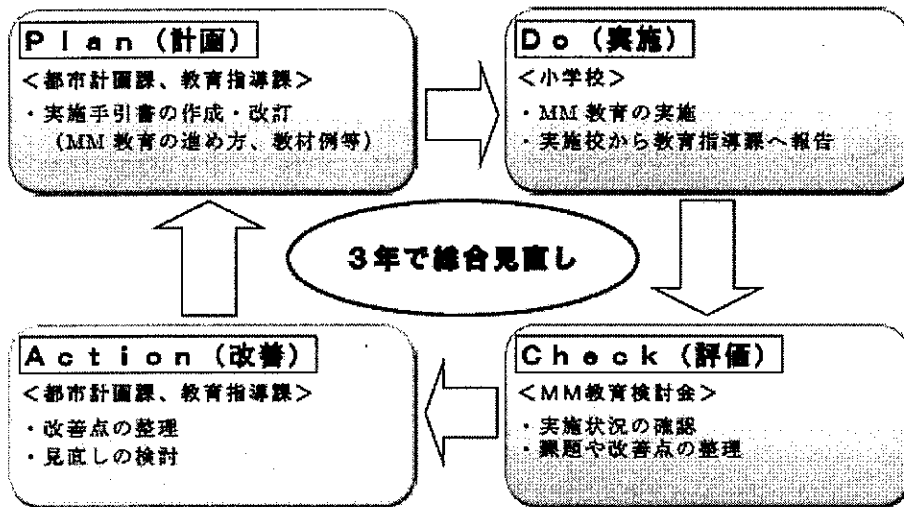 Plan（計画）
＜都市計画課、教育指導課＞
・実施手引書の作成・改訂
（MM教育の進め方、教材例等）
Do（実施）
＜小学校＞
・MM教育の実施
・実施校から教育指導課へ報告
3年で総合見直し
Action（改善）
＜都市計画課、教育指導課＞
・改善点の整理
・見直しの検討
Check（評価）
＜MM教育検討会＞
・実施状況の確認
・課題や改善点の整理